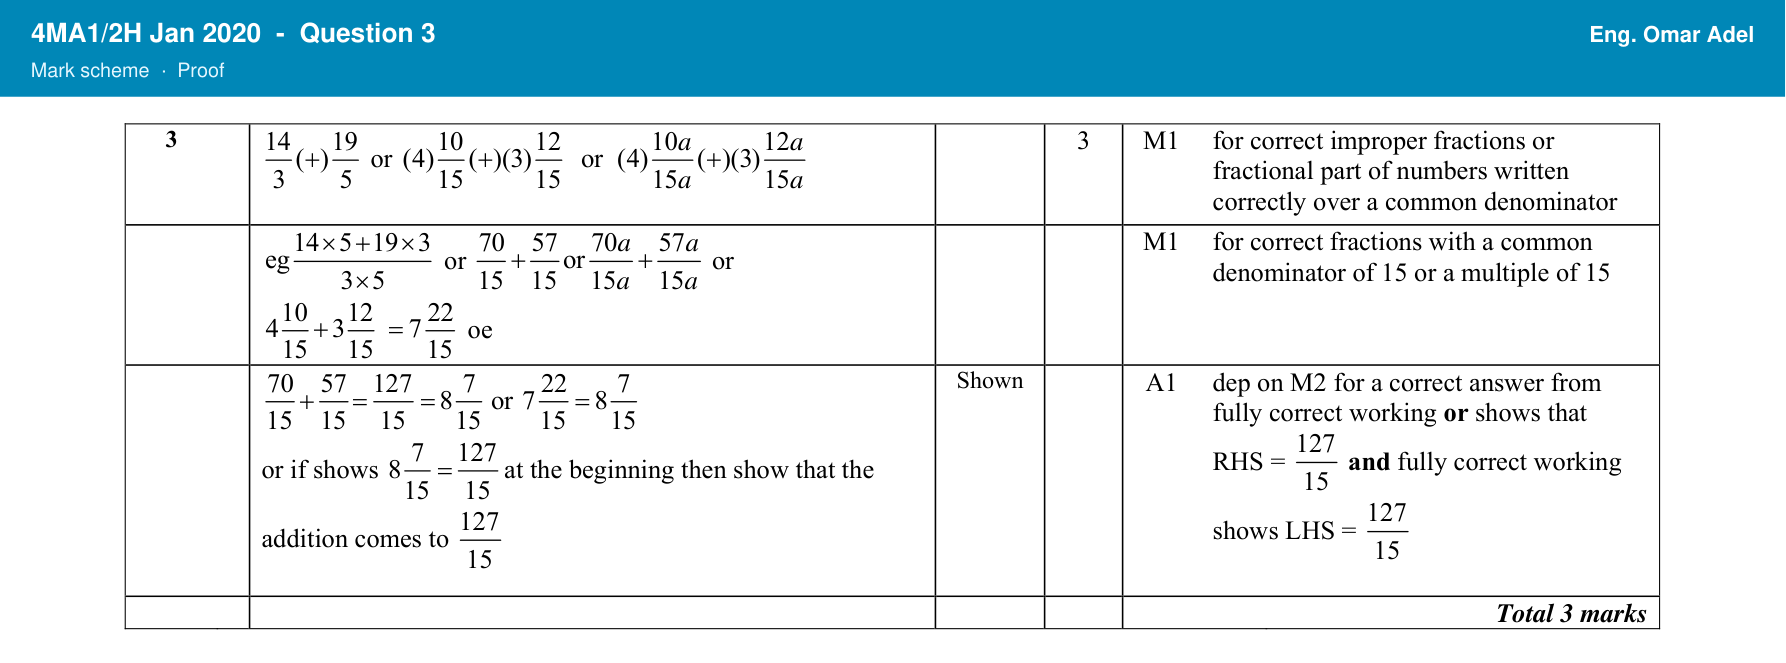 4MA1/2H Jan 2020 - Question 3
Eng. Omar Adel
Mark scheme · Proof
3
14/3 (+) 19/5 or (4) 10/15 (+)(3) 12/15 or (4) 10a/15a (+)(3) 12a/15a
3
M1 for correct improper fractions or
fractional part of numbers written
correctly over a common denominator
eg (14×5+19×3)/(3×5) or 70/15 + 57/15 or 70a/15a + 57a/15a or
4 10/15 + 3 12/15 = 7 22/15 oe
M1 for correct fractions with a common
denominator of 15 or a multiple of 15
70/15 + 57/15 = 127/15 = 8 7/15 or 7 22/15 = 8 7/15
or if shows 8 7/15 = 127/15 at the beginning then show that the
addition comes to 127/15
Shown
A1 dep on M2 for a correct answer from
fully correct working or shows that
RHS = 127/15 and fully correct working
shows LHS = 127/15
Total 3 marks